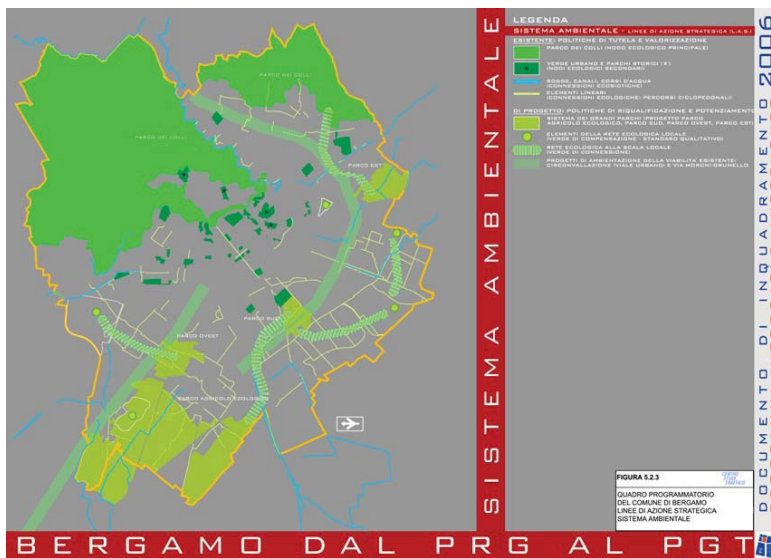 LEGENDA
SISTEMA AMBIENTALE - LINEE DI AZIONE STRATEGICA (L.A.S.)
ESISTENTE: POLITICHE DI TUTELA E VALORIZZAZIONE
PARCO DEI COLLI (NODO ECOLOGICO PRINCIPALE)
VERDE URBANO E PARCHI STORICI (*)
(NODI ECOLOGICI SECONDARI)
ROGGE, CANALI, CORSI D'ACQUA
(CONNESSIONI ECOBIOTICHE)
ELEMENTI LINEARI
(CONNESSIONI ECOLOGICHE/ PERCORSI CICLOPEDONALI)
DI PROGETTO: POLITICHE DI RIQUALIFICAZIONE E POTENZIAMENTO
SISTEMA DEI GRANDI PARCHI (PROGETTO PARCO
AGRICOLO ECOLOGICO, PARCO SUD, PARCO OVEST, PARCO EST)
ELEMENTI DELLA RETE ECOLOGICA LOCALE
(VERDE DI COMPENSAZIONE - STANDARD QUALITATIVO)
RETE ECOLOGICA ALLA SCALA LOCALE
(VERDE DI CONNESSIONE)
PROGETTI DI AMBIENTAZIONE DELLA VIABILITA' ESISTENTE:
CIRCONVALLAZIONE (VIALE URBANO) E VIA MORONI-GRUMELLO
PARCO DEI COLLI
PARCO DEI COLLI
PARCO EST
PARCO SUD
PARCO OVEST
PARCO AGRICOLO ECOLOGICO
SISTEMA AMBIENTALE
DOCUMENTO DI INQUADRAMENTO 2006
FIGURA 5.2.3
CENTRO
STUDI
TRAFFICO
QUADRO PROGRAMMATORIO
DEL COMUNE DI BERGAMO
LINEE DI AZIONE STRATEGICA
SISTEMA AMBIENTALE
BERGAMO DAL PRG AL PGT